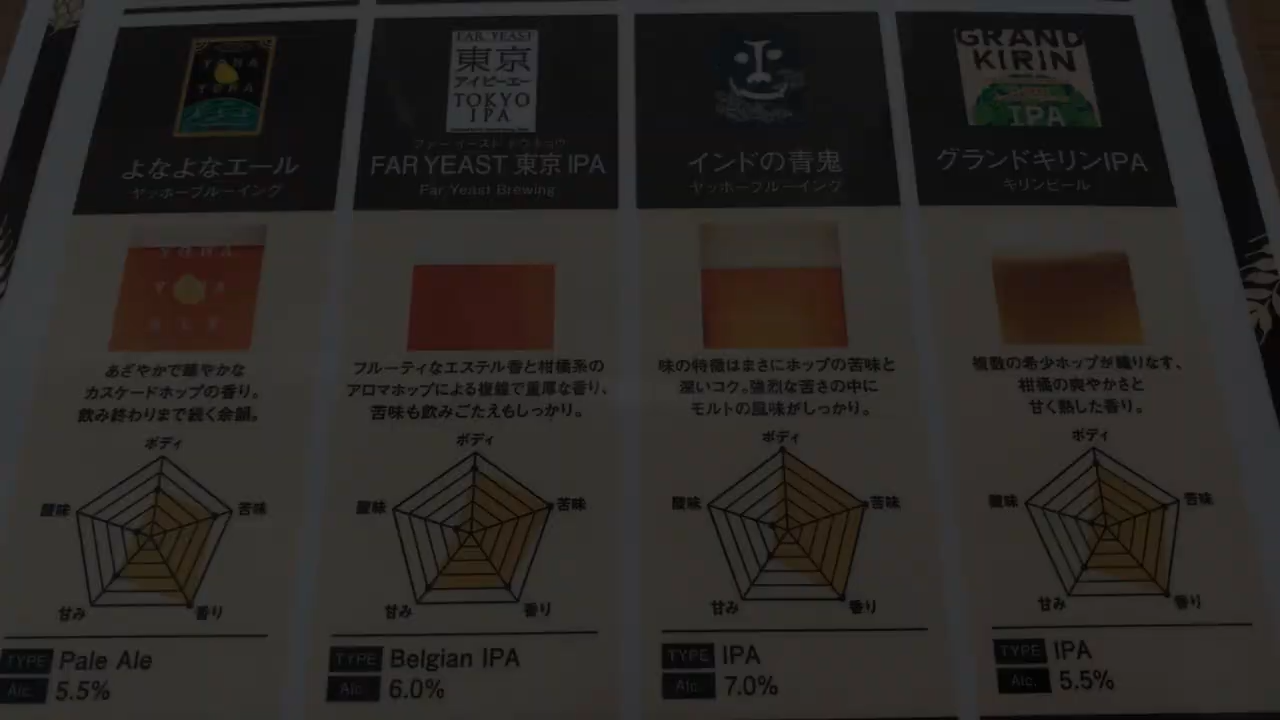 YONA
YONA
ALE
よなよなエール
ヤッホーブルーイング
YONA
YONA
ALE
あざやかで華やかな
カスケードホップの香り。
飲み終わりまで続く余韻。
ボディ
酸味
苦味
甘み
香り
TYPE Pale Ale
Alc. 5.5%
FAR YEAST
東京
アイピーエー
TOKYO
IPA
ファーイースト トウキョウ
FAR YEAST 東京IPA
Far Yeast Brewing
フルーティなエステル香と柑橘系の
アロマホップによる複雑で重厚な香り、
苦味も飲みごたえもしっかり。
ボディ
酸味
苦味
甘み
香り
TYPE Belgian IPA
Alc. 6.0%
インドの青鬼
ヤッホーブルーイング
味の特徴はまさにホップの苦味と
深いコク。強烈な苦さの中に
モルトの風味がしっかり。
ボディ
酸味
苦味
甘み
香り
TYPE IPA
Alc. 7.0%
GRAND
KIRIN
IPA
グランドキリンIPA
キリンビール
複数の希少ホップが織りなす、
柑橘の爽やかさと
甘く熟した香り。
ボディ
酸味
苦味
甘み
香り
TYPE IPA
Alc. 5.5%